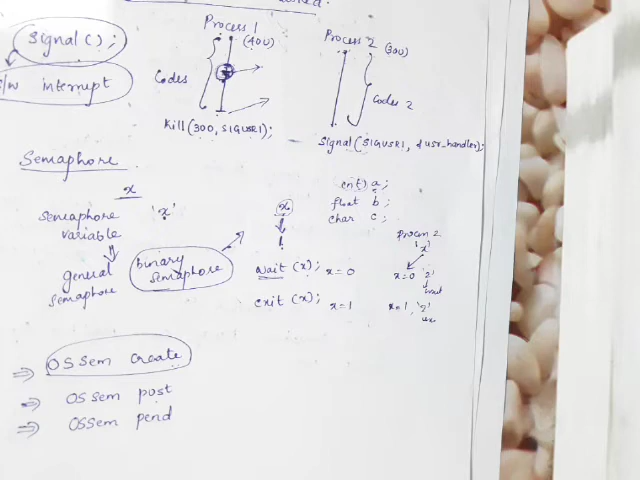 Signal();
s/w interrupt
Process 1
(400)
Codes
Kill(300, SIGUSR1);
Process 2
(300)
Codes 2
Signal(SIGUSR1, &usr_handler);
Semaphore
x
semaphore 'x'
variable
general
semaphore
binary
semaphore
x
1
wait (x); x=0
exit (x); x=1
(int) a;
float b;
char c;
Process 2
'x'
x=0 '2'
wait
x=1, '2'
OSSem Create
OSSem post
OSSem pend